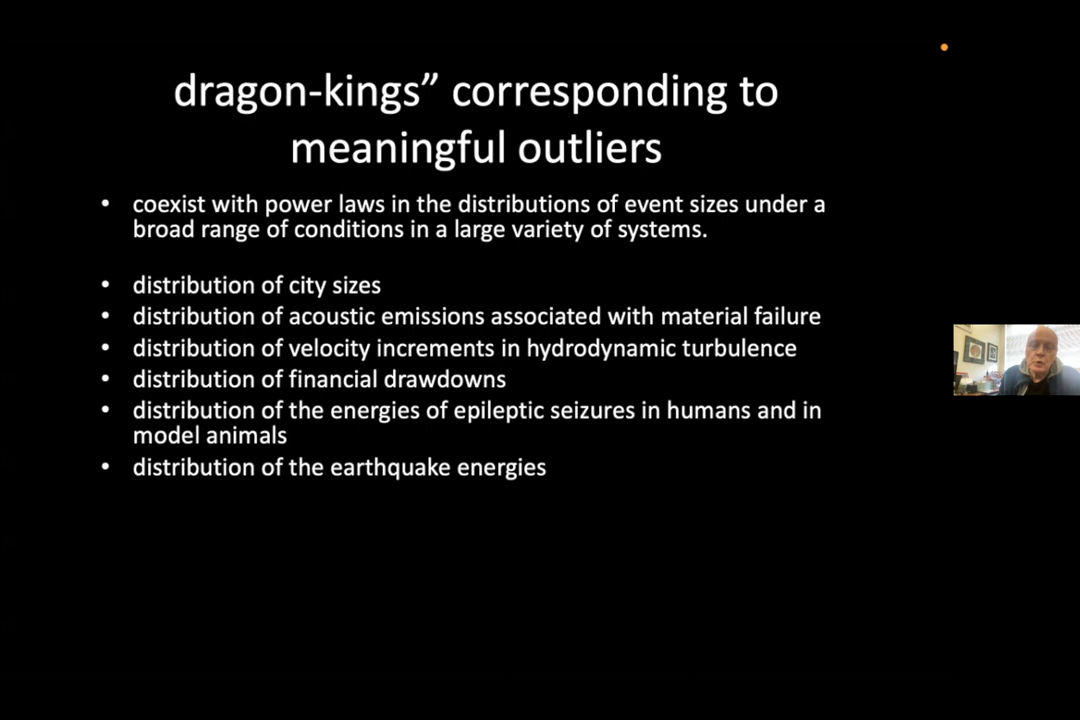 dragon-kings” corresponding to
meaningful outliers
• coexist with power laws in the distributions of event sizes under a
broad range of conditions in a large variety of systems.
• distribution of city sizes
• distribution of acoustic emissions associated with material failure
• distribution of velocity increments in hydrodynamic turbulence
• distribution of financial drawdowns
• distribution of the energies of epileptic seizures in humans and in
model animals
• distribution of the earthquake energies